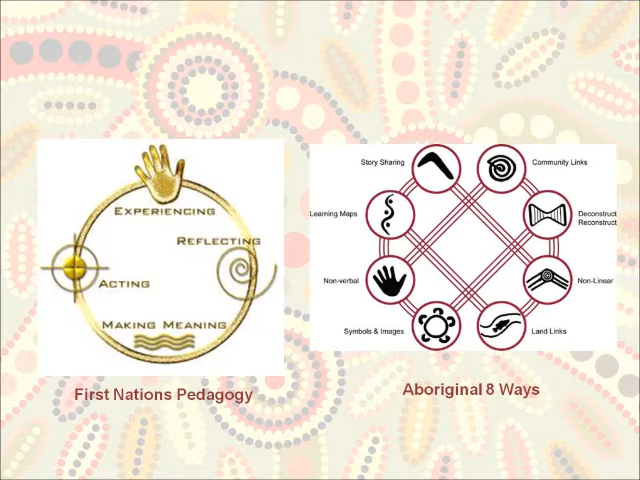 EXPERIENCING
REFLECTING
ACTING
MAKING MEANING
First Nations Pedagogy
Story Sharing
Community Links
Learning Maps
Deconstruct
Reconstruct
Non-verbal
Non-Linear
Symbols & Images
Land Links
Aboriginal 8 Ways